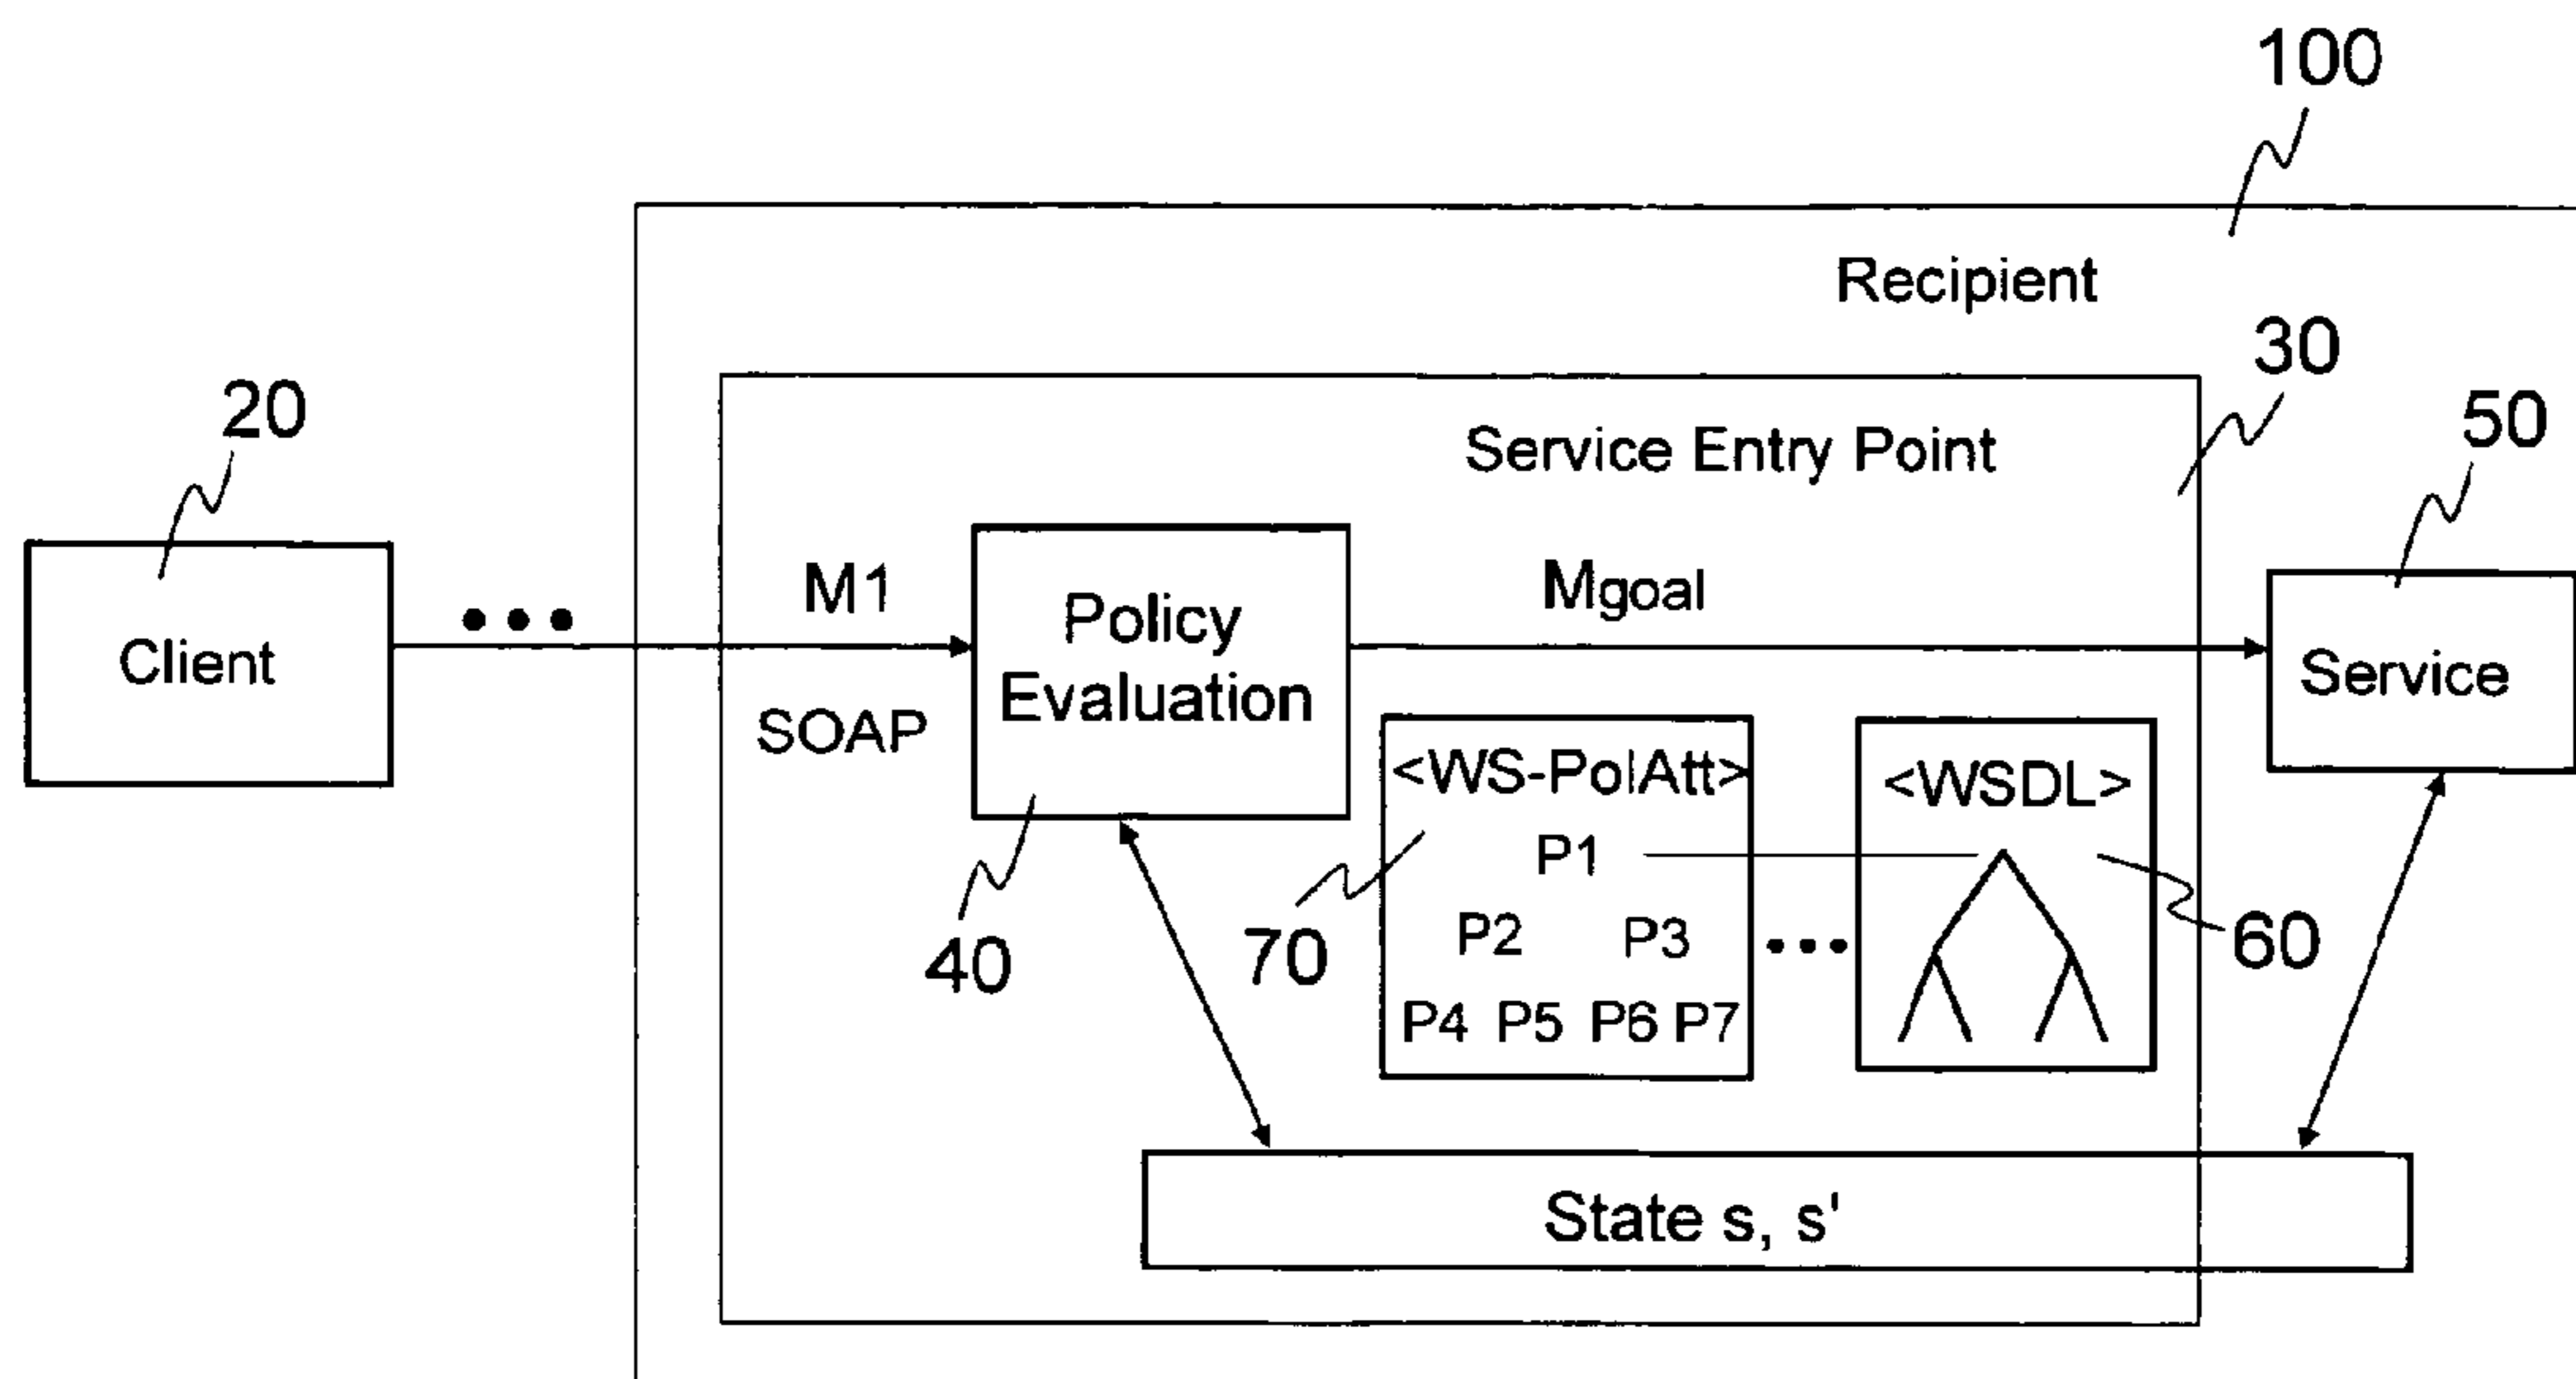 100
Recipient
30
Service Entry Point
20
50
Client
• • •
M1
SOAP
Policy
Evaluation
Mgoal
Service
<WS-PolAtt>
P1
P2 P3
P4 P5 P6 P7
...
<WSDL>
40
70
60
State s, s'